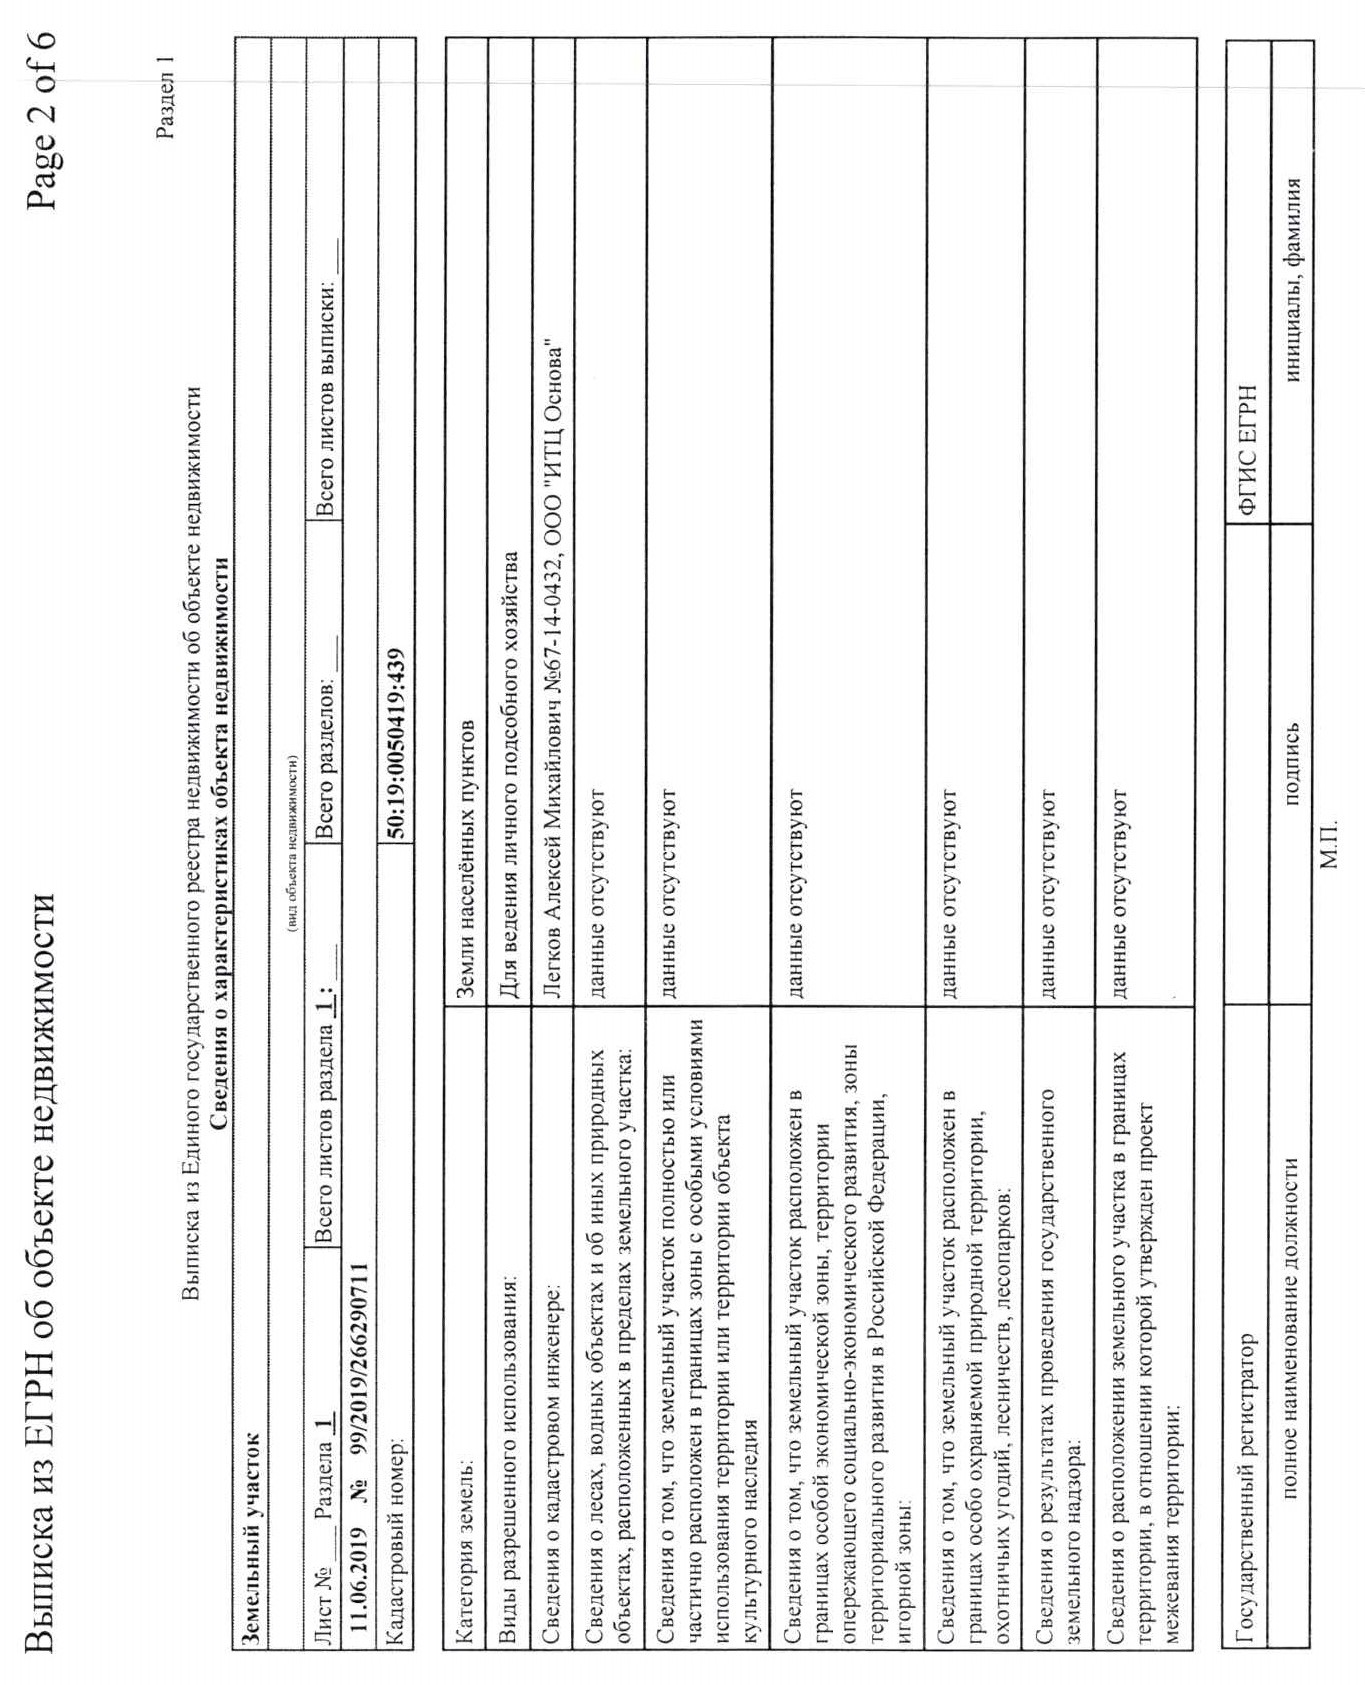 Выписка из ЕГРН об объекте недвижимости Page 2 of 6
Раздел 1
Выписка из Единого государственного реестра недвижимости об объекте недвижимости
Сведения о характеристиках объекта недвижимости
Земельный участок
(вид объекта недвижимости)
Лист № ___ Раздела 1 Всего листов раздела 1: ___ Всего разделов: ___ Всего листов выписки: ___
11.06.2019 № 99/2019/266290711
Кадастровый номер: 50:19:0050419:439
Категория земель: Земли населённых пунктов
Виды разрешенного использования: Для ведения личного подсобного хозяйства
Сведения о кадастровом инженере: Легков Алексей Михайлович №67-14-0432, ООО "ИТЦ Основа"
Сведения о лесах, водных объектах и об иных природных
объектах, расположенных в пределах земельного участка:
данные отсутствуют
Сведения о том, что земельный участок полностью или
частично расположен в границах зоны с особыми условиями
использования территории или территории объекта
культурного наследия
данные отсутствуют
Сведения о том, что земельный участок расположен в
границах особой экономической зоны, территории
опережающего социально-экономического развития, зоны
территориального развития в Российской Федерации,
игорной зоны:
данные отсутствуют
Сведения о том, что земельный участок расположен в
границах особо охраняемой природной территории,
охотничьих угодий, лесничеств, лесопарков:
данные отсутствуют
Сведения о результатах проведения государственного
земельного надзора:
данные отсутствуют
Сведения о расположении земельного участка в границах
территории, в отношении которой утвержден проект
межевания территории:
данные отсутствуют
Государственный регистратор ФГИС ЕГРН
полное наименование должности подпись инициалы, фамилия
М.П.